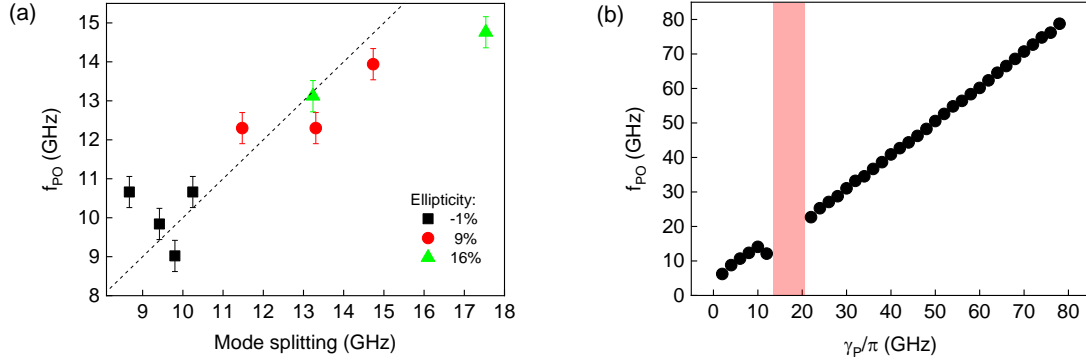 (a)
15
14
13
12
11
10
9
8
f_PO (GHz)
9 10 11 12 13 14 15 16 17 18
Mode splitting (GHz)
Ellipticity:
-1%
9%
16%
(b)
80
70
60
50
40
30
20
10
0
f_PO (GHz)
0 10 20 30 40 50 60 70 80
γ_P/π (GHz)